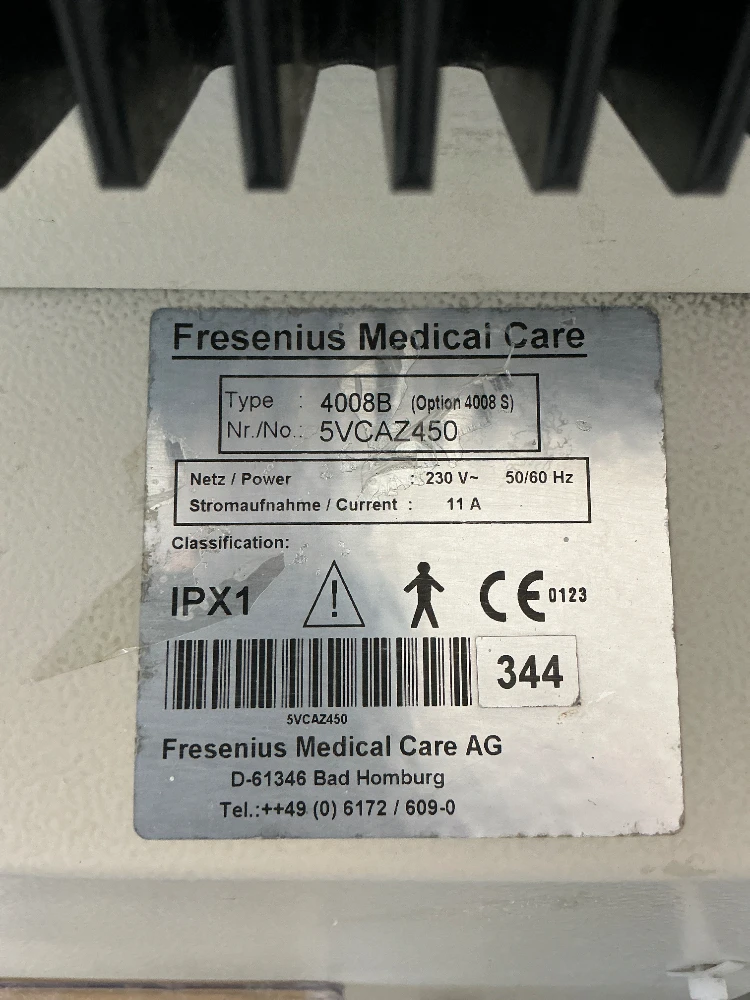 Fresenius Medical Care
Type : 4008B (Option 4008 S)
Nr./No.: 5VCAZ450
Netz / Power : 230 V~ 50/60 Hz
Stromaufnahme / Current : 11 A
Classification:
IPX1 ! CE 0123
344
5VCAZ450
Fresenius Medical Care AG
D-61346 Bad Homburg
Tel.:++49 (0) 6172 / 609-0